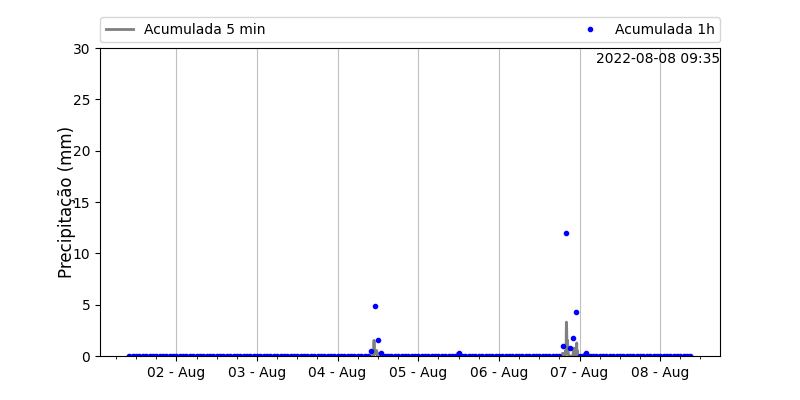 Acumulada 5 min
Acumulada 1h
2022-08-08 09:35
Precipitação (mm)
30
25
20
15
10
5
0
02 - Aug
03 - Aug
04 - Aug
05 - Aug
06 - Aug
07 - Aug
08 - Aug